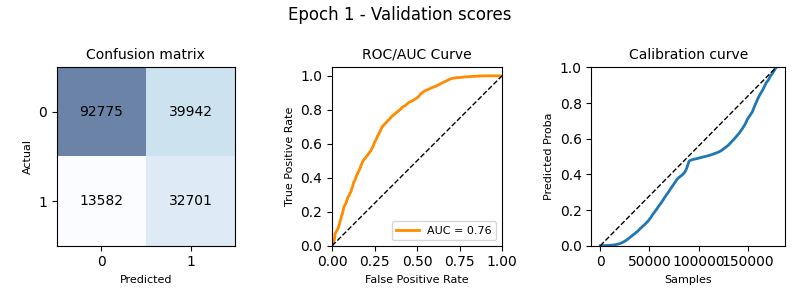 Epoch 1 - Validation scores
Confusion matrix
0
1
Actual
92775 39942
13582 32701
0 1
Predicted
ROC/AUC Curve
1.0
0.8
0.6
0.4
0.2
0.0
True Positive Rate
AUC = 0.76
0.00 0.25 0.50 0.75 1.00
False Positive Rate
Calibration curve
1.0
0.8
0.6
0.4
0.2
0.0
Predicted Proba
0 50000 100000 150000
Samples